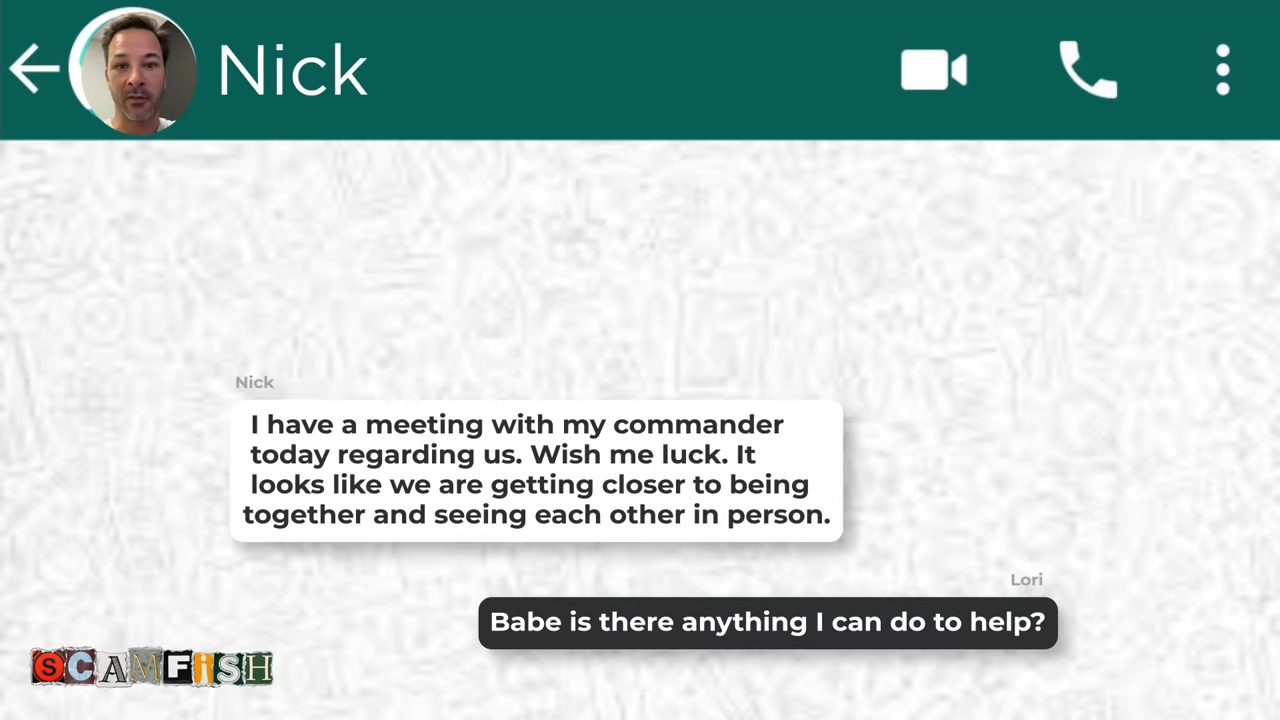 Nick
Nick
I have a meeting with my commander
today regarding us. Wish me luck. It
looks like we are getting closer to being
together and seeing each other in person.
Lori
Babe is there anything I can do to help?
SCAMFiSH